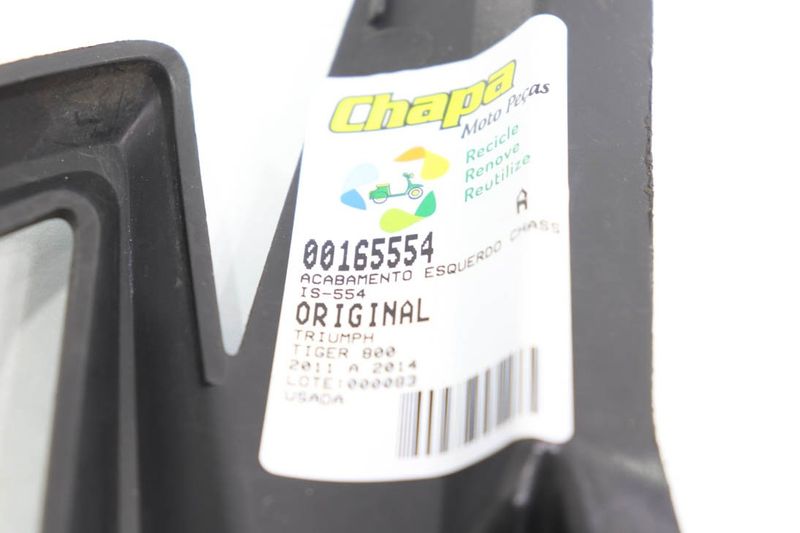 Chapa
Moto Peças
Recicle
Renove
Reutilize
A
00165554
ACABAMENTO ESQUERDO CHASS
IS-554
ORIGINAL
TRIUMPH
TIGER 800
2011 A 2014
LOTE:000083
USADA